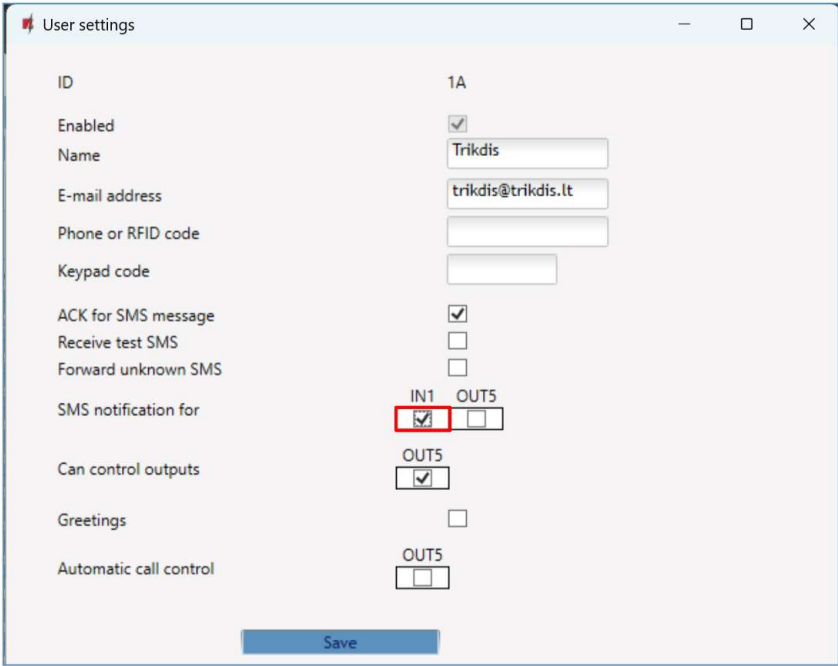 User settings
ID 1A
Enabled
Name Trikdis
E-mail address trikdis@trikdis.lt
Phone or RFID code
Keypad code
ACK for SMS message
Receive test SMS
Forward unknown SMS
IN1 OUT5
SMS notification for
OUT5
Can control outputs
Greetings
OUT5
Automatic call control
Save